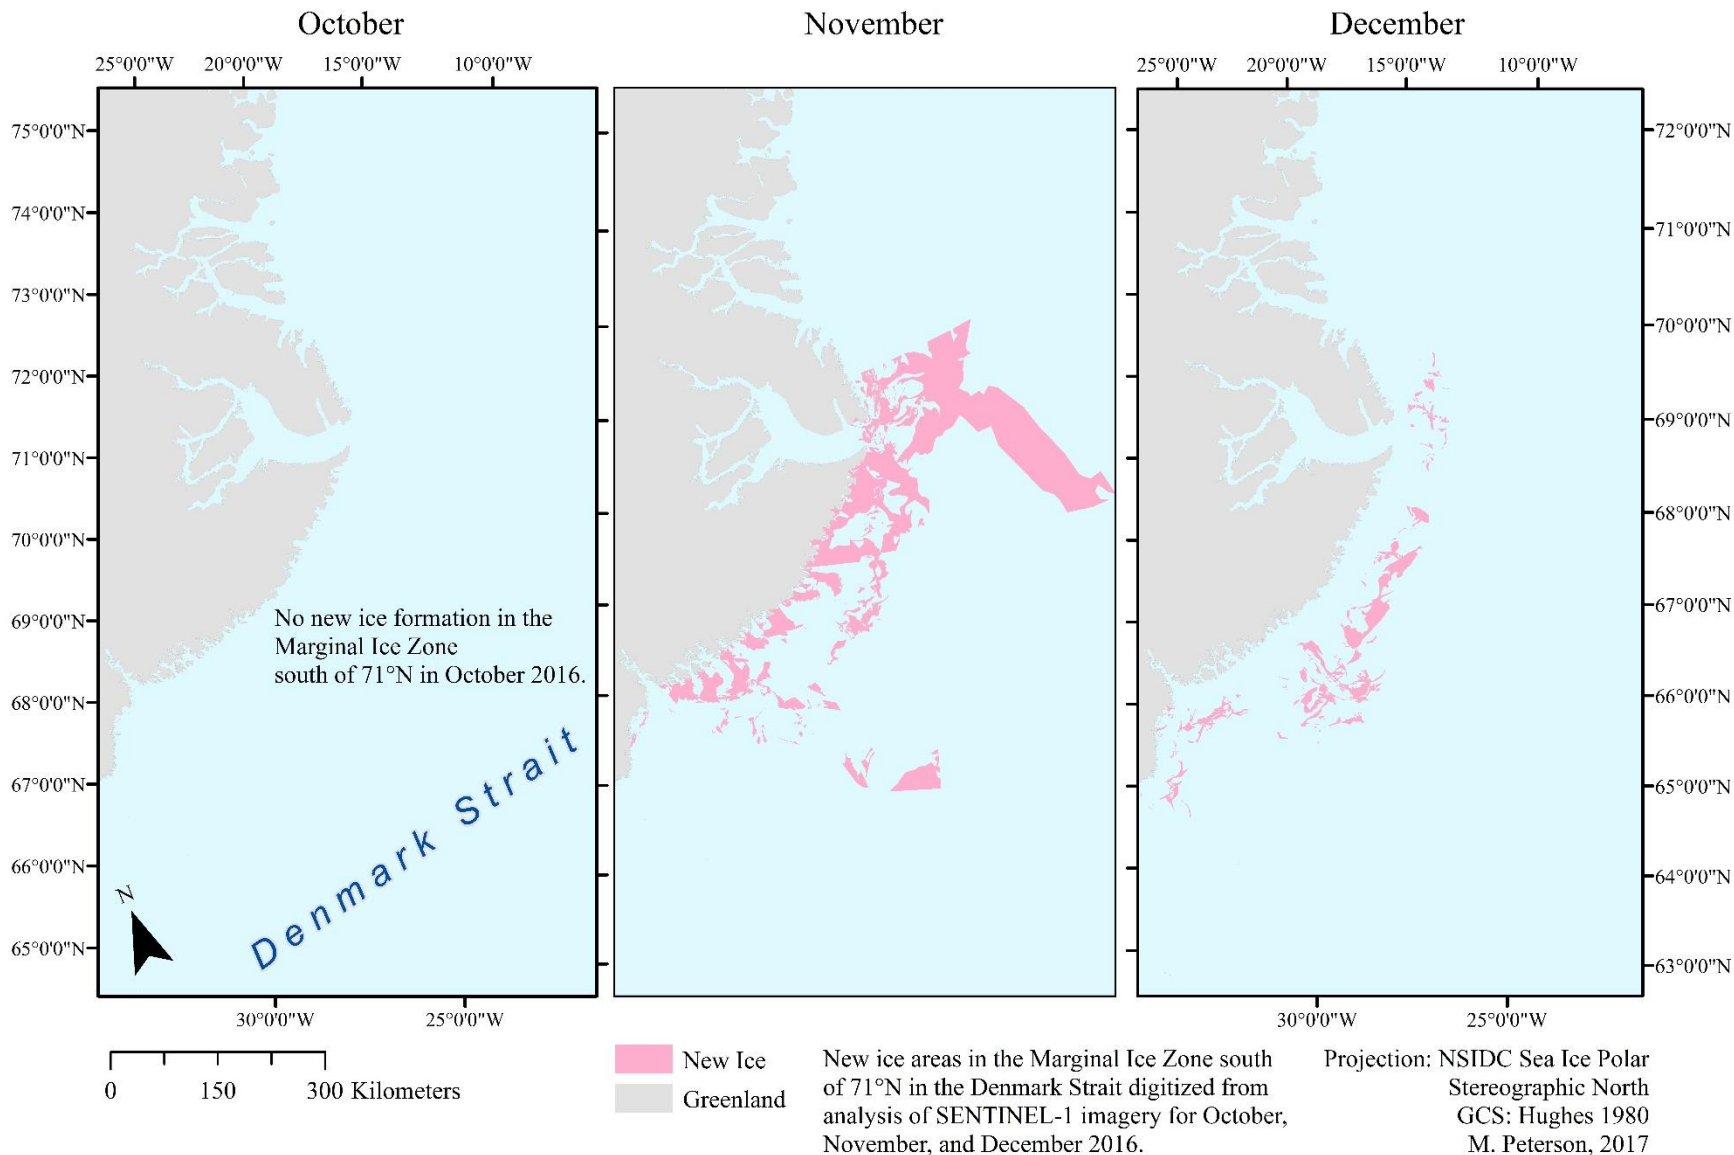 October
November
December
25°0'0"W 20°0'0"W 15°0'0"W 10°0'0"W
25°0'0"W 20°0'0"W 15°0'0"W 10°0'0"W
75°0'0"N
74°0'0"N
73°0'0"N
72°0'0"N
71°0'0"N
70°0'0"N
69°0'0"N
68°0'0"N
67°0'0"N
66°0'0"N
65°0'0"N
No new ice formation in the
Marginal Ice Zone
south of 71°N in October 2016.
Denmark Strait
N
72°0'0"N
71°0'0"N
70°0'0"N
69°0'0"N
68°0'0"N
67°0'0"N
66°0'0"N
65°0'0"N
64°0'0"N
63°0'0"N
30°0'0"W 25°0'0"W
30°0'0"W 25°0'0"W
0 150 300 Kilometers
New Ice
Greenland
New ice areas in the Marginal Ice Zone south
of 71°N in the Denmark Strait digitized from
analysis of SENTINEL-1 imagery for October,
November, and December 2016.
Projection: NSIDC Sea Ice Polar
Stereographic North
GCS: Hughes 1980
M. Peterson, 2017